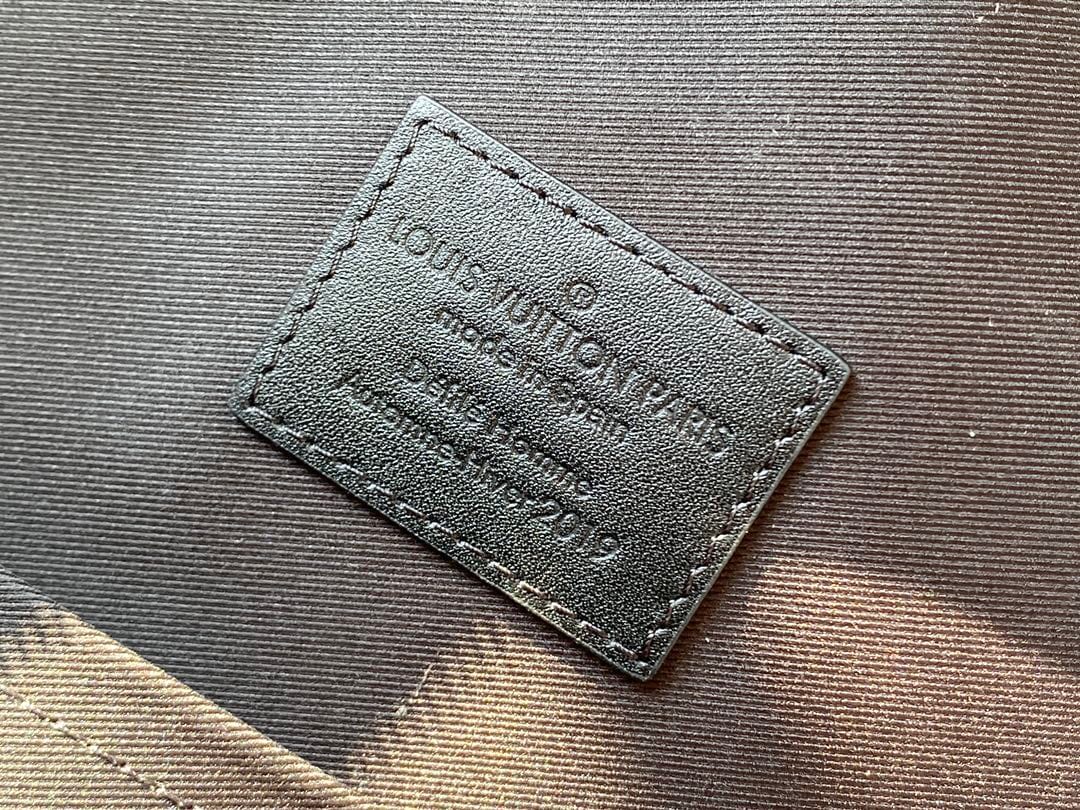 ®
LOUIS VUITTON PARIS
made in Spain
Défilé Homme
Automne-Hiver 2019